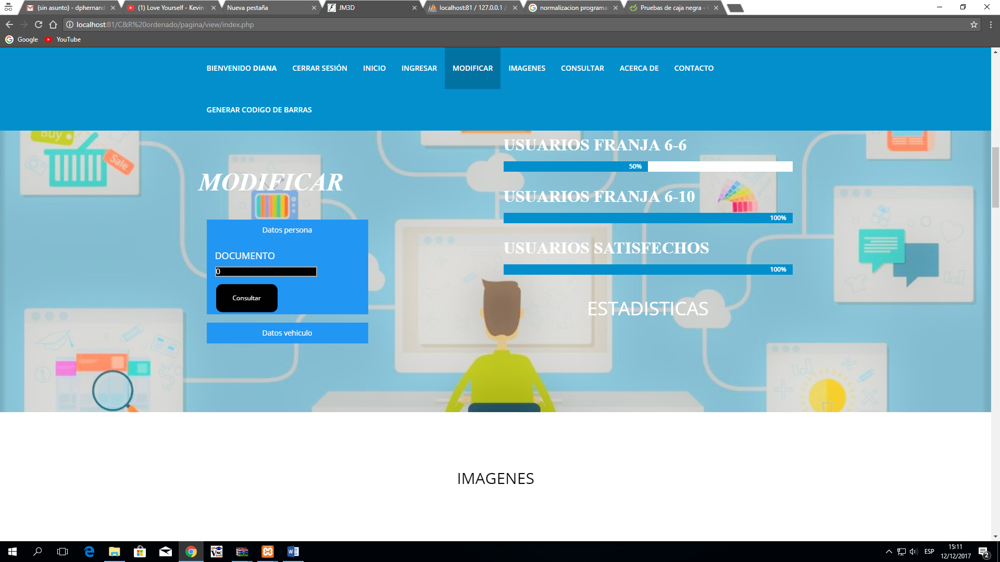 (sin asunto) - dphernand
(1) Love Yourself - Kevin
Nueva pestaña
JM3D
localhost:81 / 127.0.0.1 /
normalizacion programa
Pruebas de caja negra -
localhost:81/C&R%20ordenado/pagina/view/index.php
Google
YouTube
BIENVENIDO DIANA
CERRAR SESIÓN
INICIO
INGRESAR
MODIFICAR
IMAGENES
CONSULTAR
ACERCA DE
CONTACTO
GENERAR CODIGO DE BARRAS
Buy
Sale
MODIFICAR
Datos persona
DOCUMENTO
0
Consultar
Datos vehiculo
USUARIOS FRANJA 6-6
50%
USUARIOS FRANJA 6-10
100%
USUARIOS SATISFECHOS
100%
ESTADISTICAS
IMAGENES
VNC
ESP
15:11
12/12/2017
2